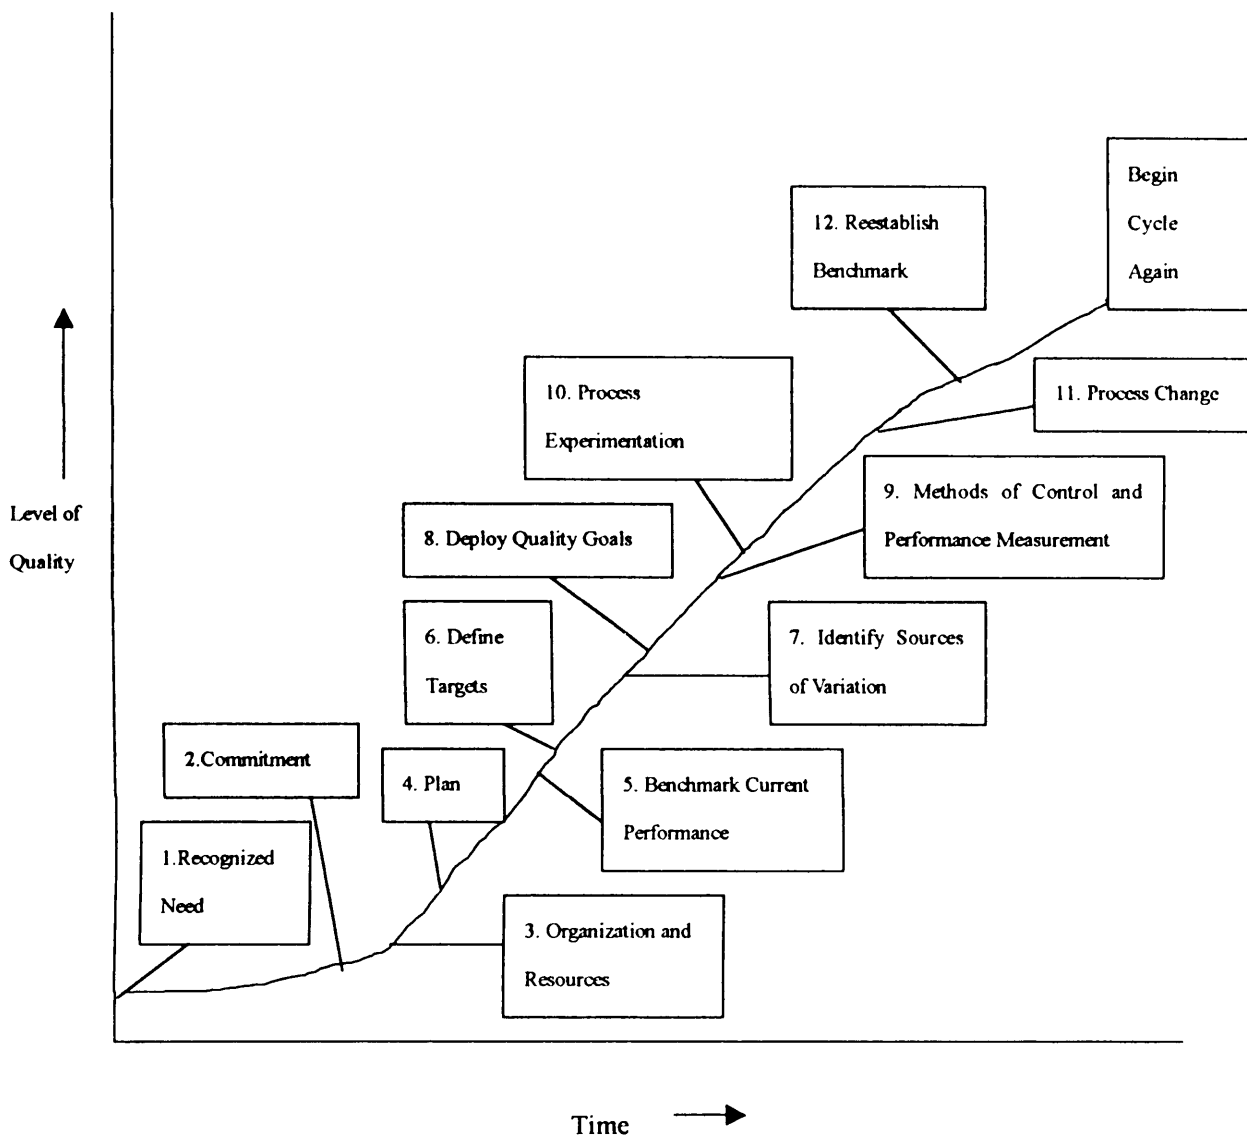 Begin
Cycle
Again
12. Reestablish
Benchmark
10. Process
Experimentation
11. Process Change
9. Methods of Control and
Performance Measurement
8. Deploy Quality Goals
Level of
Quality
6. Define
Targets
7. Identify Sources
of Variation
2.Commitment
4. Plan
5. Benchmark Current
Performance
1.Recognized
Need
3. Organization and
Resources
Time